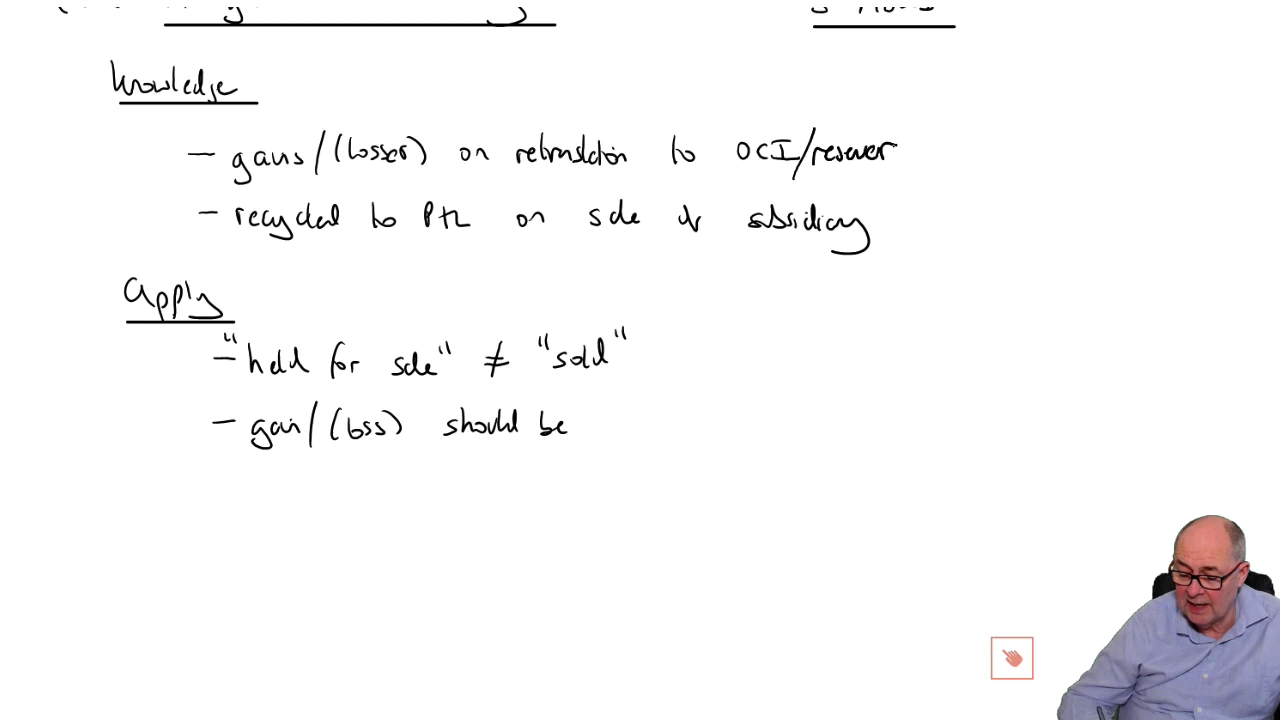 Knowledge
- gains/(losses) on retranslation to OCI/reserves
- recycled to P+L on sale of subsidiary
Apply
- "held for sale" ≠ "sold"
- gain/(loss) should be